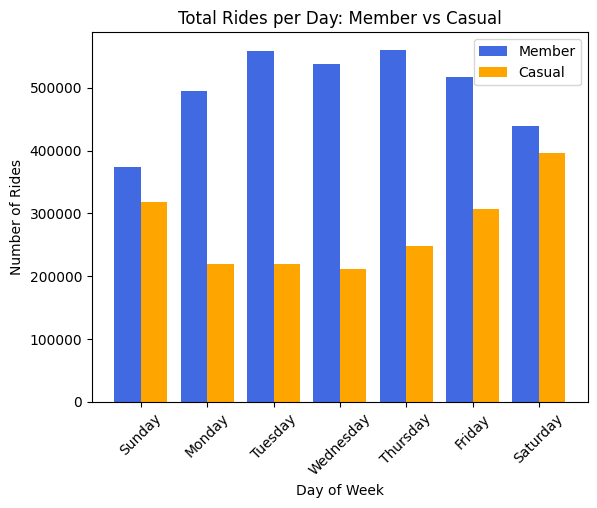 Total Rides per Day: Member vs Casual
Member
Casual
Number of Rides
500000
400000
300000
200000
100000
0
Sunday
Monday
Tuesday
Wednesday
Thursday
Friday
Saturday
Day of Week